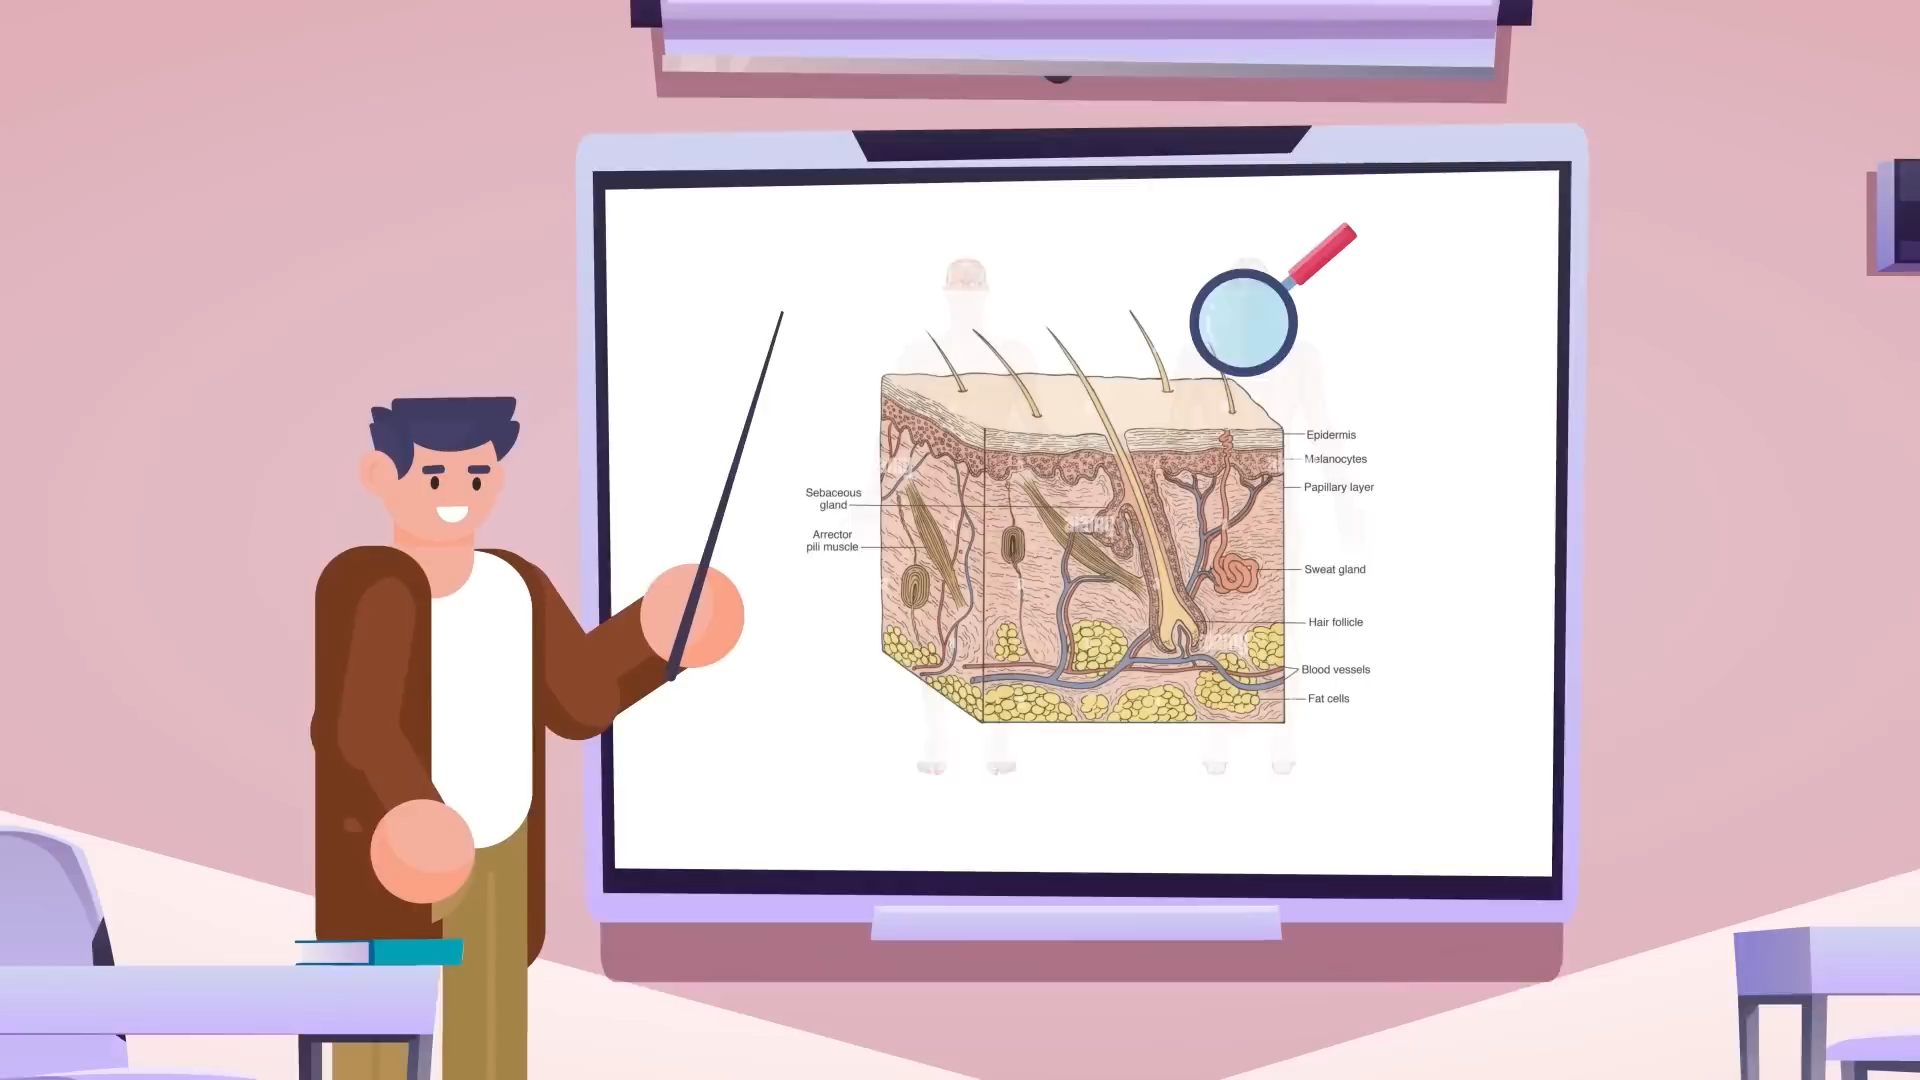 Epidermis
Melanocytes
Papillary layer
Sebaceous
gland
Arrector
pili muscle
Sweat gland
Hair follicle
Blood vessels
Fat cells